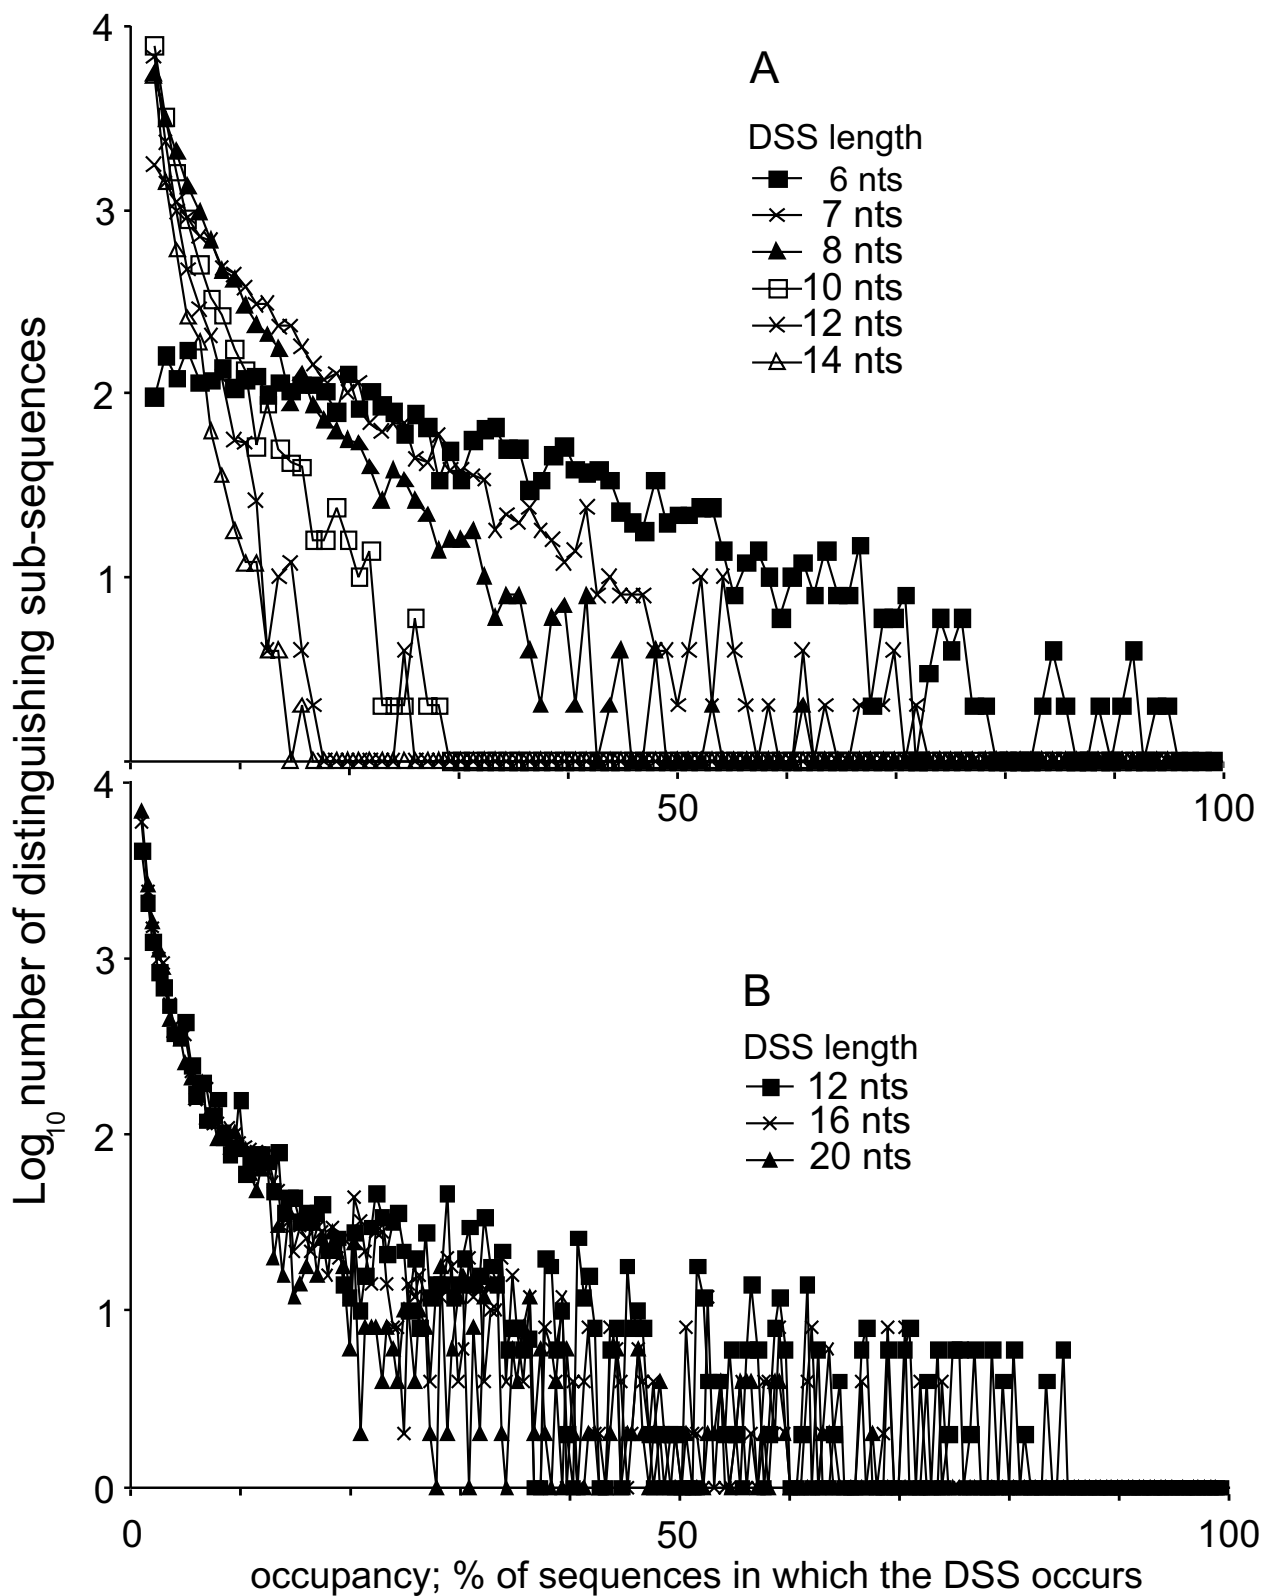 4
A
DSS length
6 nts
7 nts
8 nts
10 nts
12 nts
14 nts
3
2
1
50
100
4
B
DSS length
12 nts
16 nts
20 nts
3
2
1
0
0
50
100
occupancy; % of sequences in which the DSS occurs
Log10 number of distinguishing sub-sequences